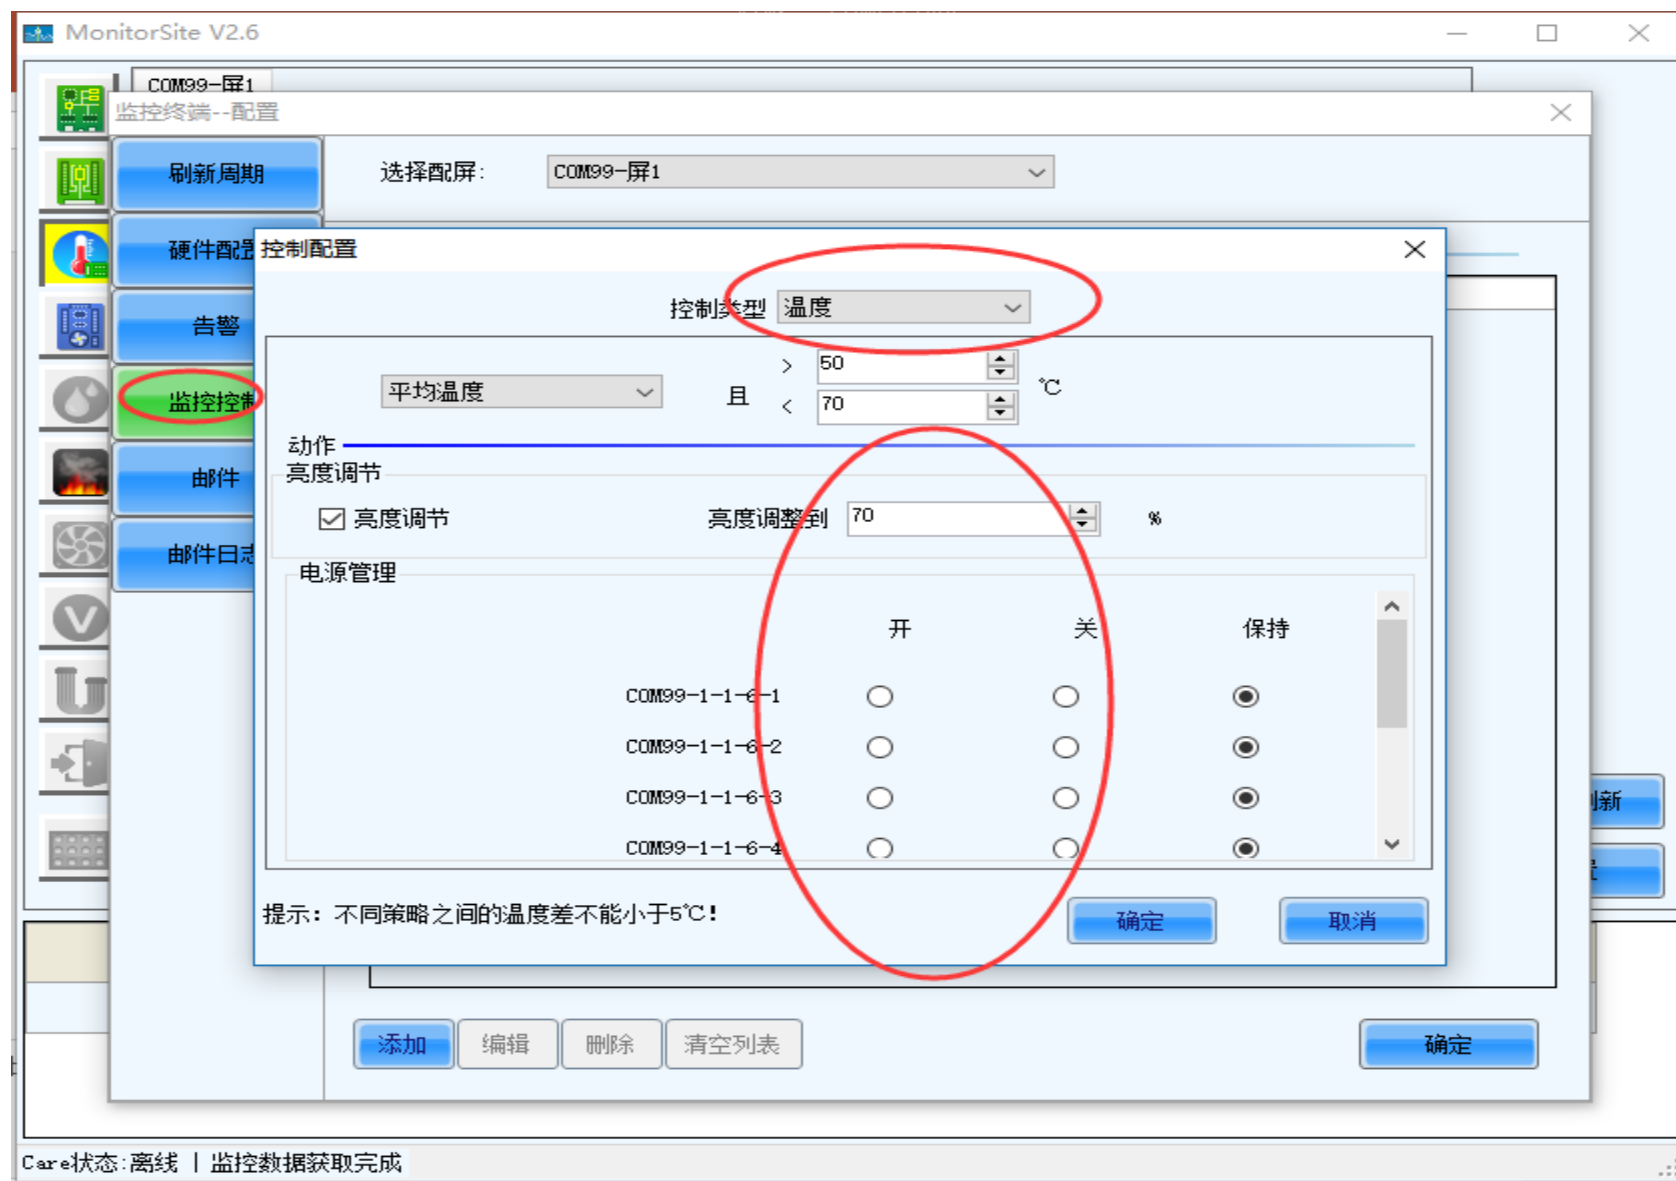 MonitorSite V2.6
COM99-屏1
监控终端--配置
刷新周期
选择配屏:
COM99-屏1
硬件配置
控制配置
控制类型
温度
告警
>
50
平均温度
且
℃
<
70
监控控制
动作
亮度调节
邮件
亮度调节
亮度调整到
70
%
邮件日志
电源管理
开
关
保持
COM99-1-1-6-1
COM99-1-1-6-2
COM99-1-1-6-3
COM99-1-1-6-4
新
提示: 不同策略之间的温度差不能小于5℃!
确定
取消
添加
编辑
删除
清空列表
确定
Care状态:离线 | 监控数据获取完成